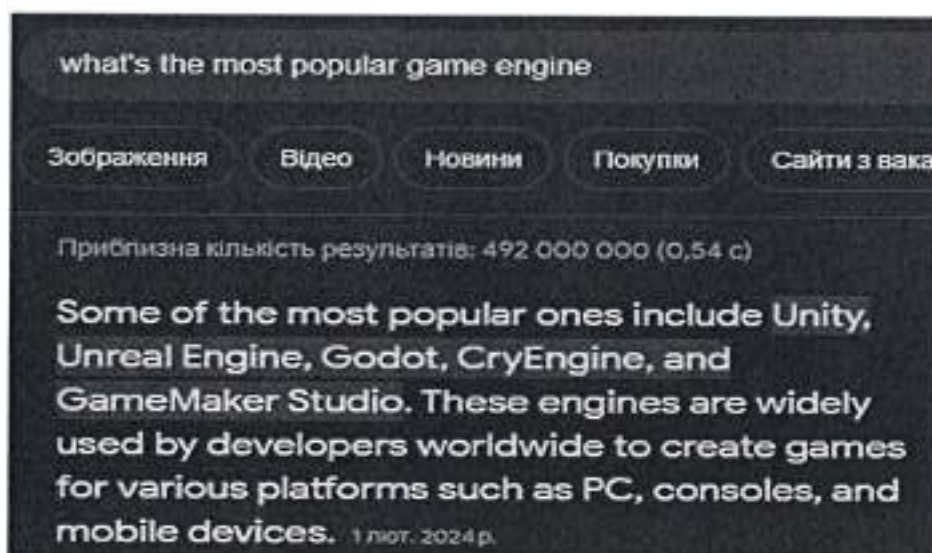 what's the most popular game engine
Зображення Відео Новини Покупки Сайти з вака
Приблизна кількість результатів: 492 000 000 (0,54 с)
Some of the most popular ones include Unity,
Unreal Engine, Godot, CryEngine, and
GameMaker Studio. These engines are widely
used by developers worldwide to create games
for various platforms such as PC, consoles, and
mobile devices. 1 лют. 2024 р.